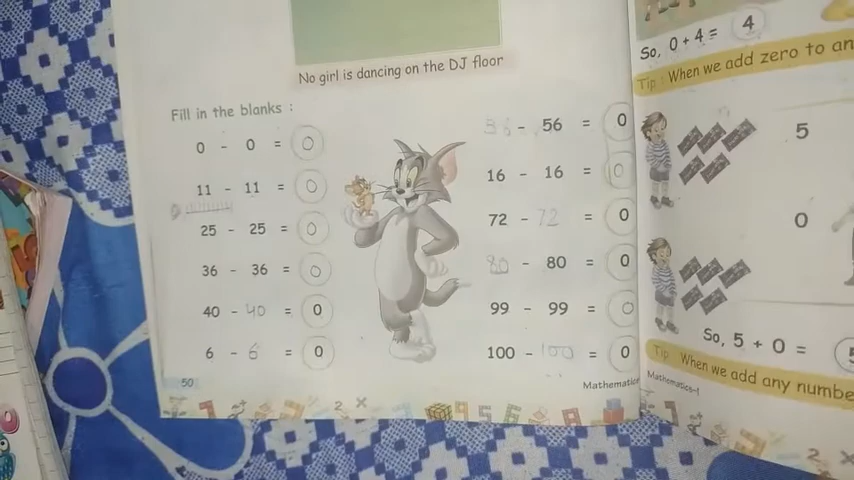 No girl is dancing on the DJ floor
Fill in the blanks :
0 - 0 = 0
11 - 11 = 0
25 - 25 = 0
36 - 36 = 0
40 - 40 = 0
6 - 6 = 0
- 56 = 0
16 - 16 = 0
72 - 72 = 0
80 - 80 = 0
99 - 99 = 0
100 - 100 = 0
50
Mathematic
So, 0 + 4 = 4
Tip : When we add zero to an
5
0
So, 5 + 0 =
Tip When we add any numbe
Mathematics-1